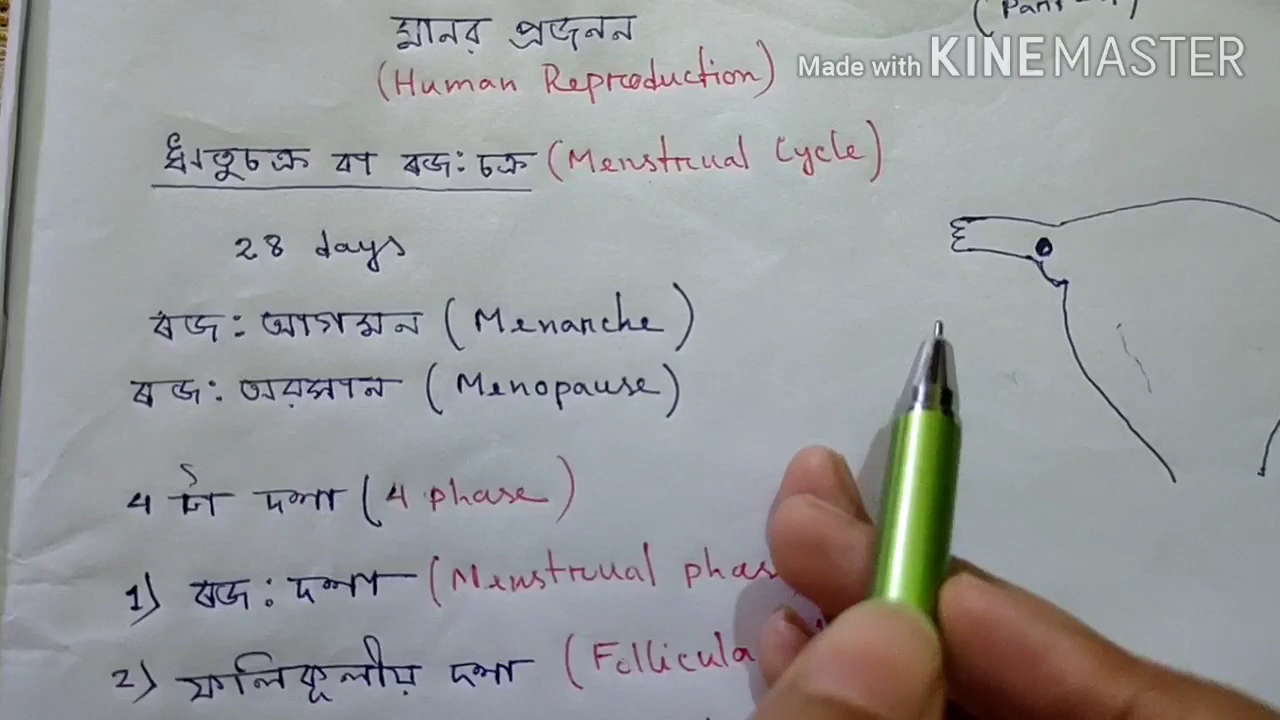 মানৱ প্ৰজনন
(Human Reproduction)
Made with KINEMASTER
ঋতুচক্ৰ বা ৰজঃ চক্ৰ (Menstrual Cycle)
28 days
ৰজঃ আগমন (Menarche)
ৰজঃ অৱসান (Menopause)
4 টা দশা (4 phase)
1) ৰজঃ দশা (Menstrual phas
2) ফলিকুলীয় দশা (Follicula